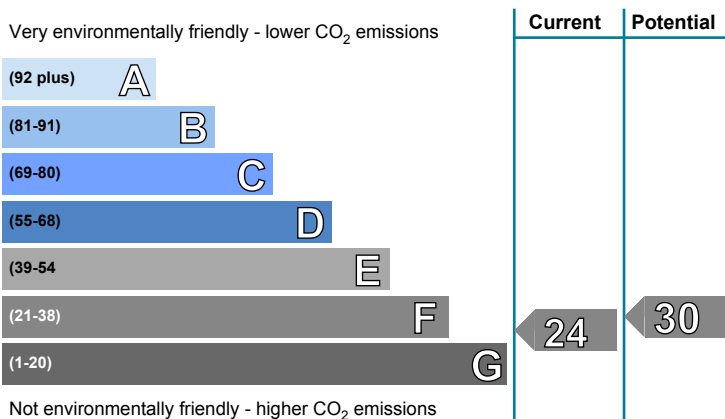 Current Potential
Very environmentally friendly - lower CO2 emissions
(92 plus) A
(81-91) B
(69-80) C
(55-68) D
(39-54 E
(21-38) F 24 30
(1-20) G
Not environmentally friendly - higher CO2 emissions